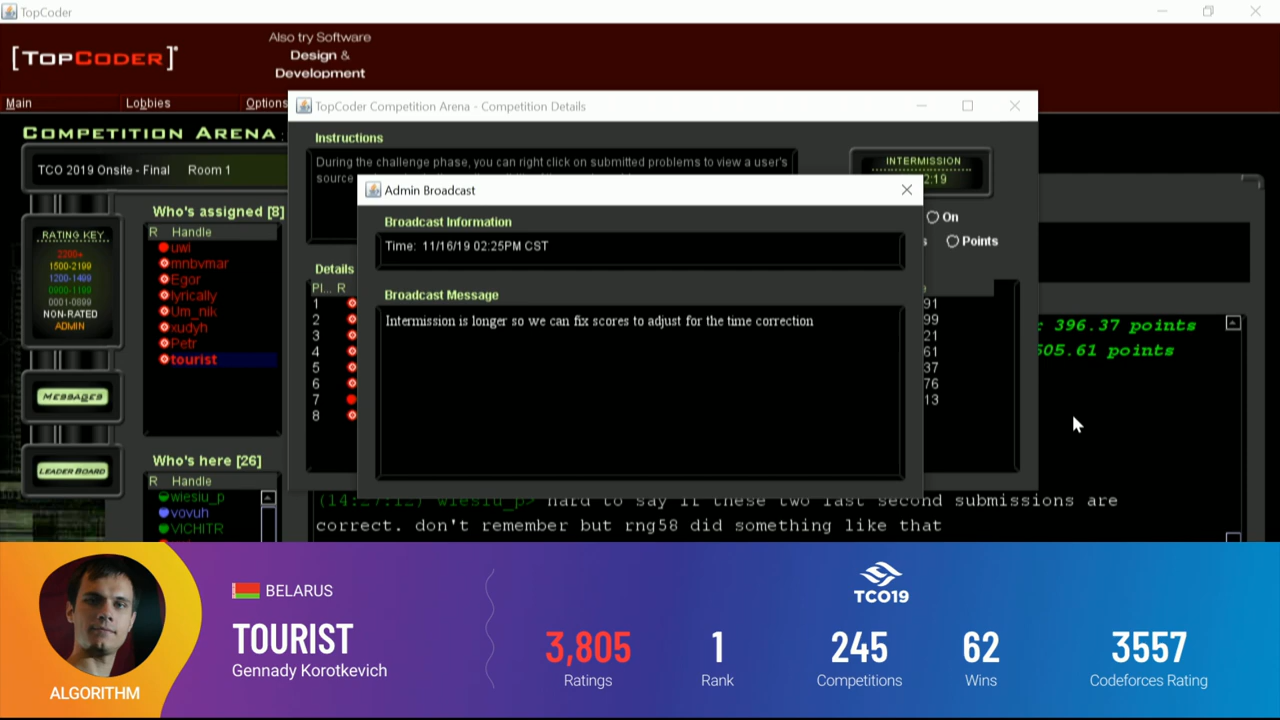 TopCoder
[TOPCODER]
Also try Software
Design &
Development
Main
Lobbies
Options
TopCoder Competition Arena - Competition Details
COMPETITION ARENA:
TCO 2019 Onsite - Final Room 1
Instructions
During the challenge phase, you can right click on submitted problems to view a user's
source
INTERMISSION
2:19
Admin Broadcast
Broadcast Information
Time: 11/16/19 02:25PM CST
Broadcast Message
Intermission is longer so we can fix scores to adjust for the time correction
On
s
Points
Who's assigned [8]
R Handle
uwi
mnbvmar
Egor
lyrically
Um_nik
xudyh
Petr
tourist
RATING KEY
2200+
1500-2199
1200-1499
0900-1199
0001-0899
NON-RATED
ADMIN
MESSAGES
LEADER BOARD
Details
Pl... R
1 91
2 99
3 21
4 61
5 37
6 76
7 13
8
: 396.37 points
505.61 points
Who's here [26]
R Handle
wiesiu_p
vovuh
VICHITR
wiesiu_p> hard to say if these two last second submissions are
correct. don't remember but rng58 did something like that
BELARUS
TOURIST
Gennady Korotkevich
ALGORITHM
TCO19
3,805
Ratings
1
Rank
245
Competitions
62
Wins
3557
Codeforces Rating